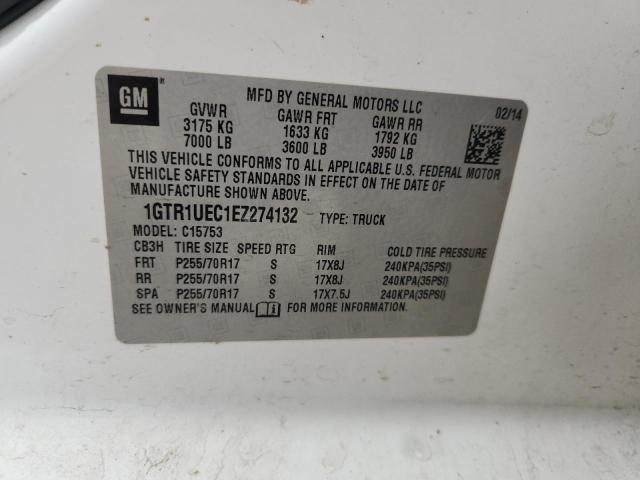 GM
MFD BY GENERAL MOTORS LLC 02/14
GVWR GAWR FRT GAWR RR
3175 KG 1633 KG 1792 KG
7000 LB 3600 LB 3950 LB
THIS VEHICLE CONFORMS TO ALL APPLICABLE U.S. FEDERAL MOTOR
VEHICLE SAFETY STANDARDS IN EFFECT ON THE DATE OF
MANUFACTURE SHOWN ABOVE.
1GTR1UEC1EZ274132 TYPE: TRUCK
MODEL: C15753
CB3H TIRE SIZE SPEED RTG RIM COLD TIRE PRESSURE
FRT P255/70R17 S 17X8J 240KPA(35PSI)
RR P255/70R17 S 17X8J 240KPA(35PSI)
SPA P255/70R17 S 17X7.5J 240KPA(35PSI)
SEE OWNER'S MANUAL FOR MORE INFORMATION.